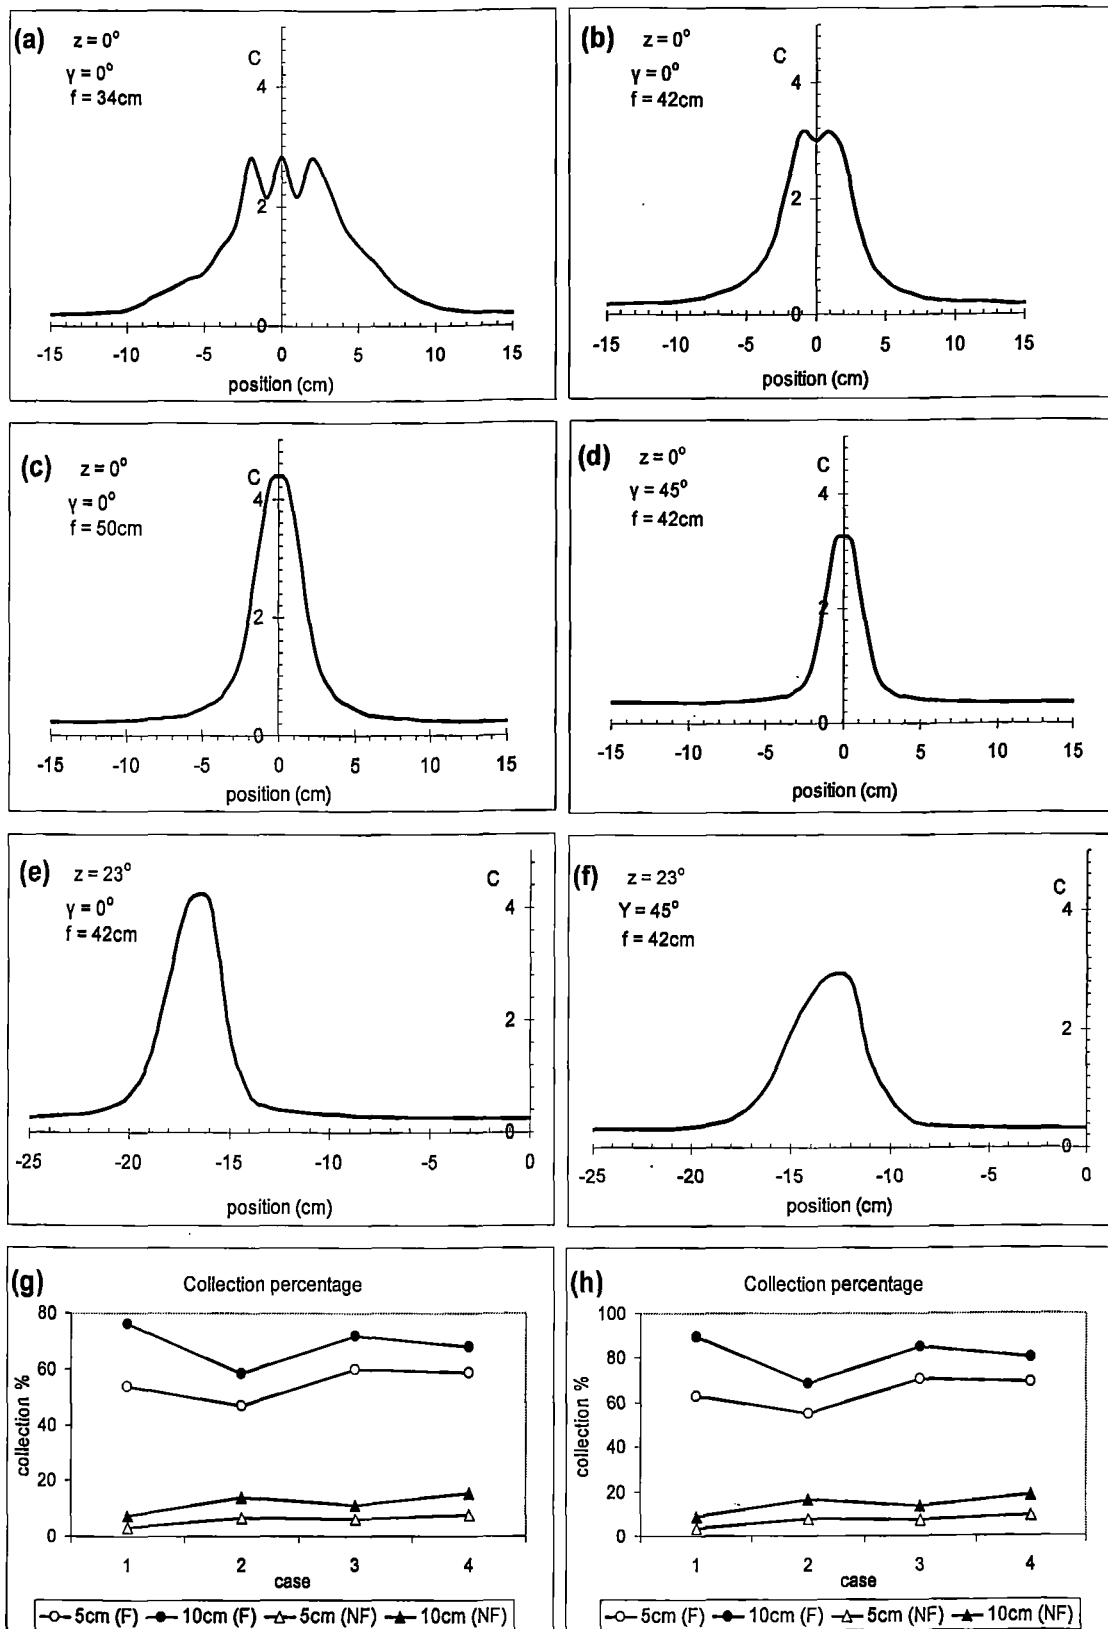 (a)
z = 0°
γ = 0°
f = 34cm
C
4
2
0
-15 -10 -5 0 5 10 15
position (cm)
(b)
z = 0°
γ = 0°
f = 42cm
C
4
2
0
-15 -10 -5 0 5 10 15
position (cm)
(c)
z = 0°
γ = 0°
f = 50cm
C
4
2
0
-15 -10 -5 0 5 10 15
position (cm)
(d)
z = 0°
γ = 45°
f = 42cm
C
4
2
0
-15 -10 -5 0 5 10 15
position (cm)
(e)
z = 23°
γ = 0°
f = 42cm
C
4
2
0
-25 -20 -15 -10 -5 0
position (cm)
(f)
z = 23°
Y = 45°
f = 42cm
C
4
2
0
-25 -20 -15 -10 -5 0
position (cm)
(g)
Collection percentage
80
60
40
20
0
collection %
1 2 3 4
case
5cm (F) 10cm (F) 5cm (NF) 10cm (NF)
(h)
Collection percentage
100
80
60
40
20
0
collection %
1 2 3 4
case
5cm (F) 10cm (F) 5cm (NF) 10cm (NF)